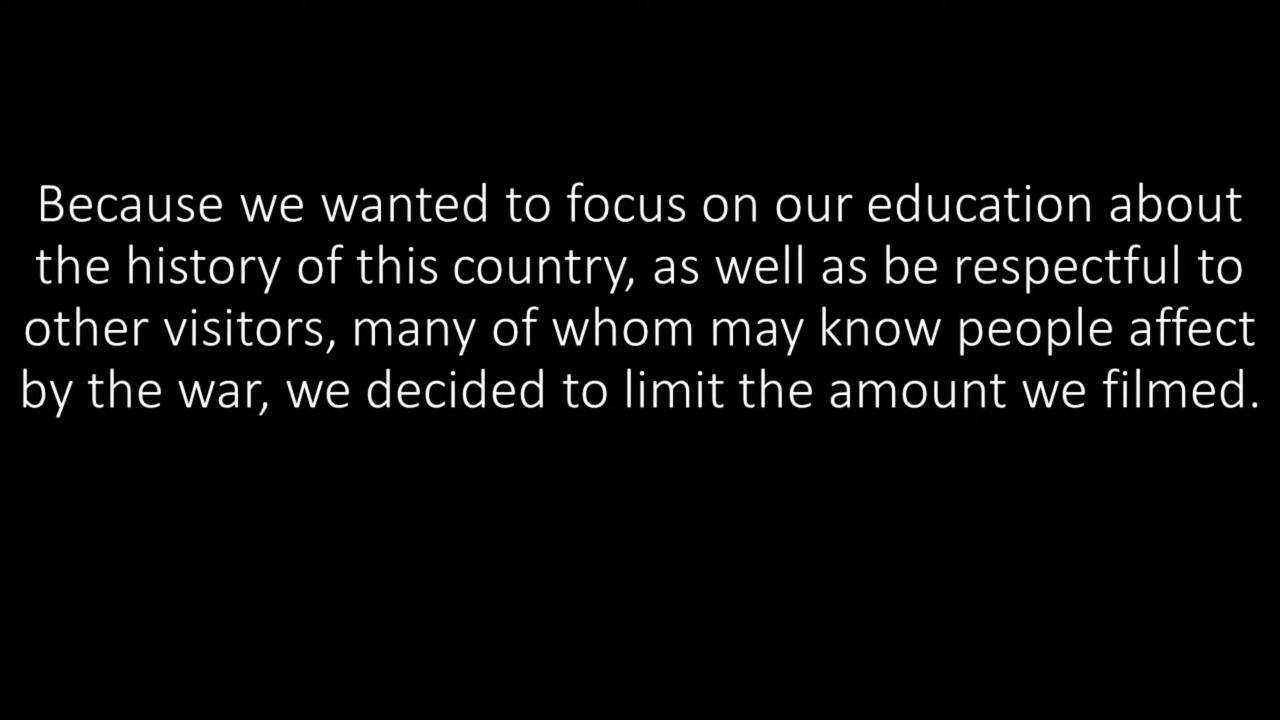 Because we wanted to focus on our education about
the history of this country, as well as be respectful to
other visitors, many of whom may know people affect
by the war, we decided to limit the amount we filmed.